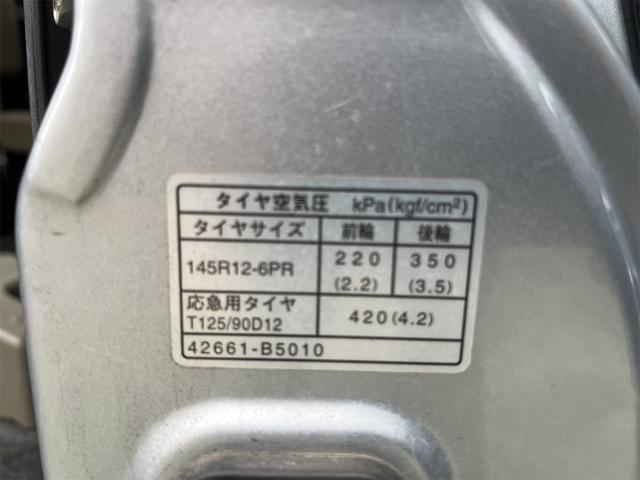 タイヤ空気圧 kPa(kgf/cm²)
タイヤサイズ 前輪 後輪
145R12-6PR 220 350
(2.2) (3.5)
応急用タイヤ
T125/90D12 420(4.2)
42661-B5010